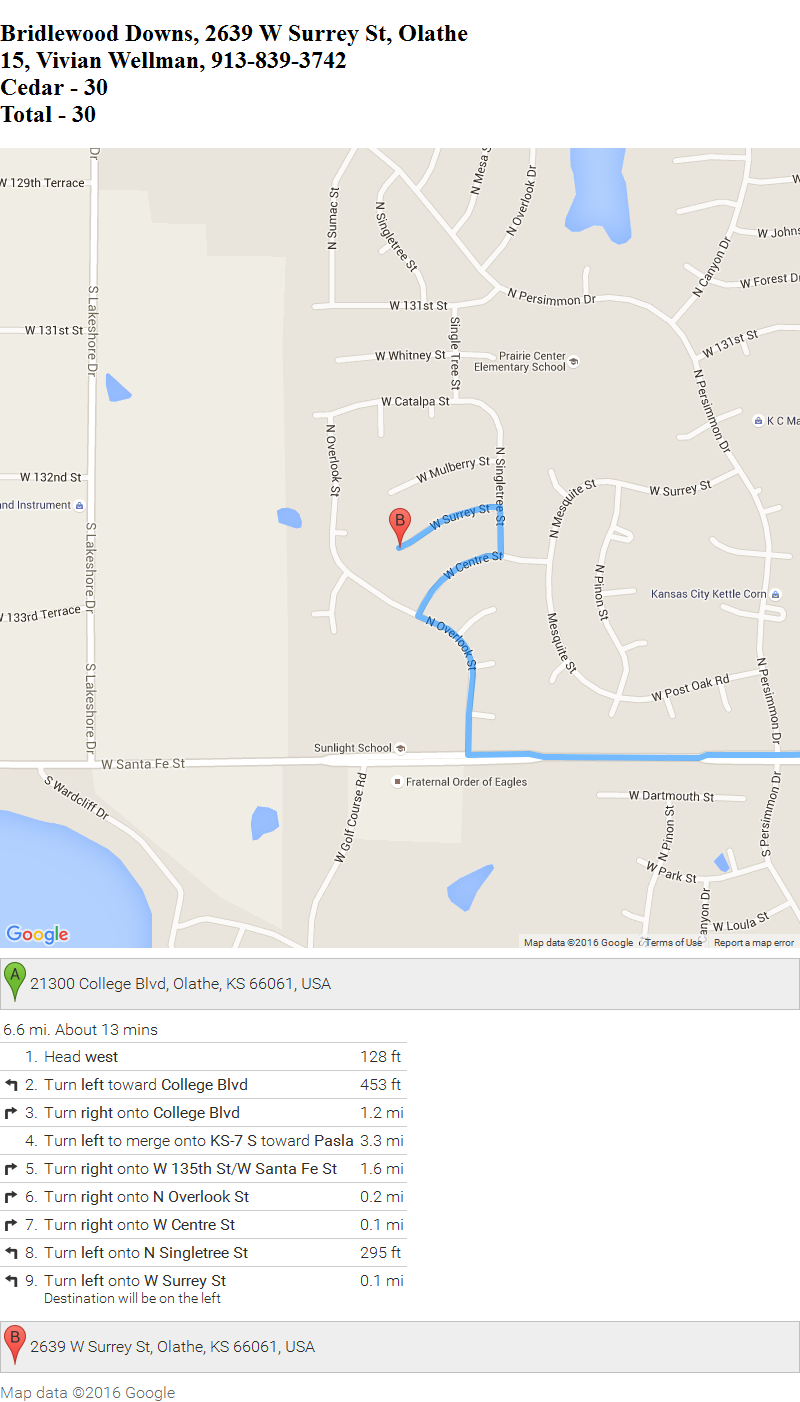 Bridlewood Downs, 2639 W Surrey St, Olathe
15, Vivian Wellman, 913-839-3742
Cedar - 30
Total - 30
Dr
W 129th Terrace
N Sumac St
N Singletree St
N Mesa S
N Overlook Dr
W Johns
N Canyon Dr
W Forest D
S Lakeshore Dr
W 131st St
W 131st St
N Persimmon Dr
W 131st St
Single Tree St
W Whitney St
Prairie Center
Elementary School
N Persimmon Dr
W Catalpa St
K C Ma
N Overlook St
N Singletree St
W Mulberry St
W 132nd St
nd Instrument
N Mesquite St
W Surrey St
B
W Surrey St
S Lakeshore Dr
W Centre St
N Pinon St
Kansas City Kettle Corn
133rd Terrace
N Overlook St
Mesquite St
S Lakeshore Dr
W Post Oak Rd
N Persimmon Dr
Sunlight School
W Santa Fe St
Fraternal Order of Eagles
S Wardcliff Dr
W Golf Course Rd
W Dartmouth St
N Pinon St
S Persimmon Dr
W Park St
anyon Dr
W Loula St
Google
Map data ©2016 Google
Terms of Use
Report a map error
A
21300 College Blvd, Olathe, KS 66061, USA
6.6 mi. About 13 mins
1. Head west 128 ft
2. Turn left toward College Blvd 453 ft
3. Turn right onto College Blvd 1.2 mi
4. Turn left to merge onto KS-7 S toward Pasla 3.3 mi
5. Turn right onto W 135th St/W Santa Fe St 1.6 mi
6. Turn right onto N Overlook St 0.2 mi
7. Turn right onto W Centre St 0.1 mi
8. Turn left onto N Singletree St 295 ft
9. Turn left onto W Surrey St 0.1 mi
Destination will be on the left
B
2639 W Surrey St, Olathe, KS 66061, USA
Map data ©2016 Google